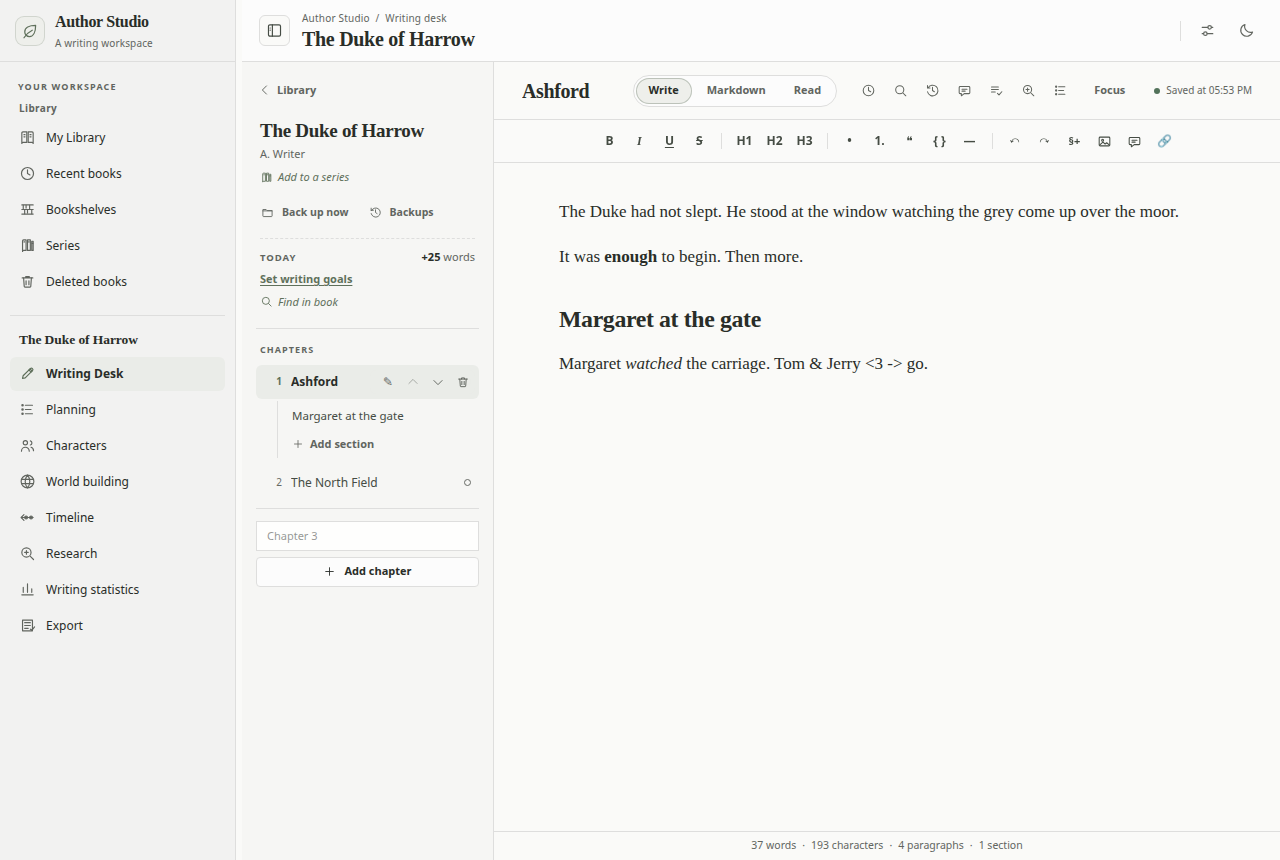 Author Studio
A writing workspace
YOUR WORKSPACE
Library
My Library
Recent books
Bookshelves
Series
Deleted books
The Duke of Harrow
Writing Desk
Planning
Characters
World building
Timeline
Research
Writing statistics
Export
Author Studio / Writing desk
The Duke of Harrow
Library
The Duke of Harrow
A. Writer
Add to a series
Back up now Backups
TODAY +25 words
Set writing goals
Find in book
CHAPTERS
1 Ashford
Margaret at the gate
+ Add section
2 The North Field
Chapter 3
+ Add chapter
Ashford Write Markdown Read Focus Saved at 05:53 PM
B I U S H1 H2 H3 • 1. ❝ { } — §+
The Duke had not slept. He stood at the window watching the grey come up over the moor.
It was enough to begin. Then more.
Margaret at the gate
Margaret watched the carriage. Tom & Jerry <3 -> go.
37 words · 193 characters · 4 paragraphs · 1 section